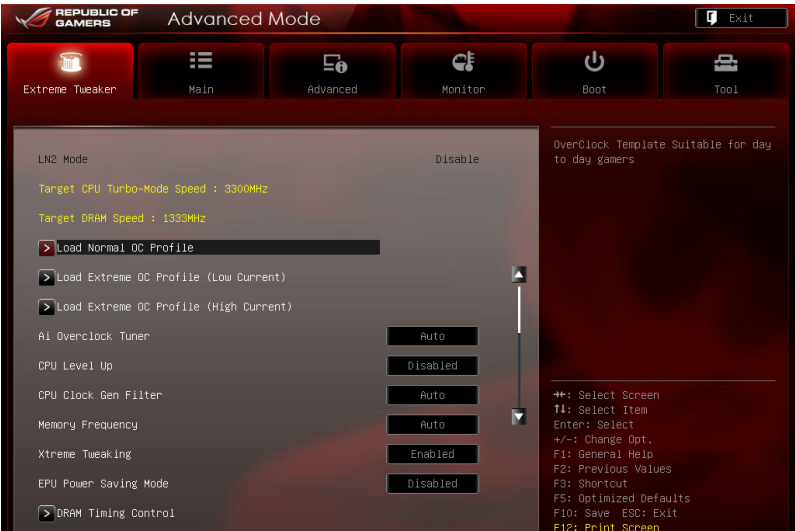 REPUBLIC OF
GAMERS
Advanced Mode
Exit
Extreme Tweaker
Main
Advanced
Monitor
Boot
Tool
LN2 Mode Disable
Target CPU Turbo-Mode Speed : 3300MHz
Target DRAM Speed : 1333MHz
> Load Normal OC Profile
> Load Extreme OC Profile (Low Current)
> Load Extreme OC Profile (High Current)
Ai Overclock Tuner Auto
CPU Level Up Disabled
CPU Clock Gen Filter Auto
Memory Frequency Auto
Xtreme Tweaking Enabled
EPU Power Saving Mode Disabled
> DRAM Timing Control
OverClock Template Suitable for day
to day gamers
→←: Select Screen
↑↓: Select Item
Enter: Select
+/-: Change Opt.
F1: General Help
F2: Previous Values
F3: Shortcut
F5: Optimized Defaults
F10: Save ESC: Exit
F12: Print Screen